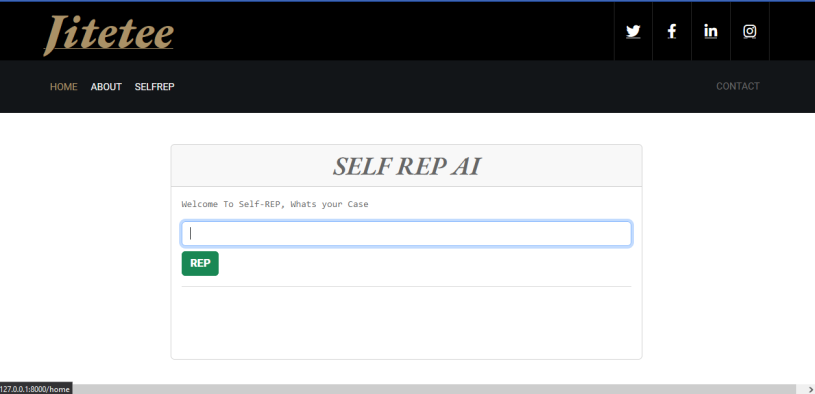 Jitetee
HOME ABOUT SELFREP CONTACT
SELF REP AI
Welcome To Self-REP, Whats your Case
REP
127.0.0.1:8000/home